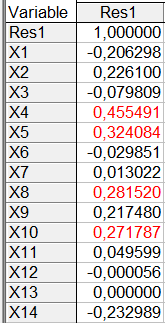 Variable Res1
Res1 1,000000
X1 -0,206298
X2 0,226100
X3 -0,079809
X4 0,455491
X5 0,324084
X6 -0,029851
X7 0,013022
X8 0,281520
X9 0,217480
X10 0,271787
X11 0,049599
X12 -0,000056
X13 0,000000
X14 -0,232989